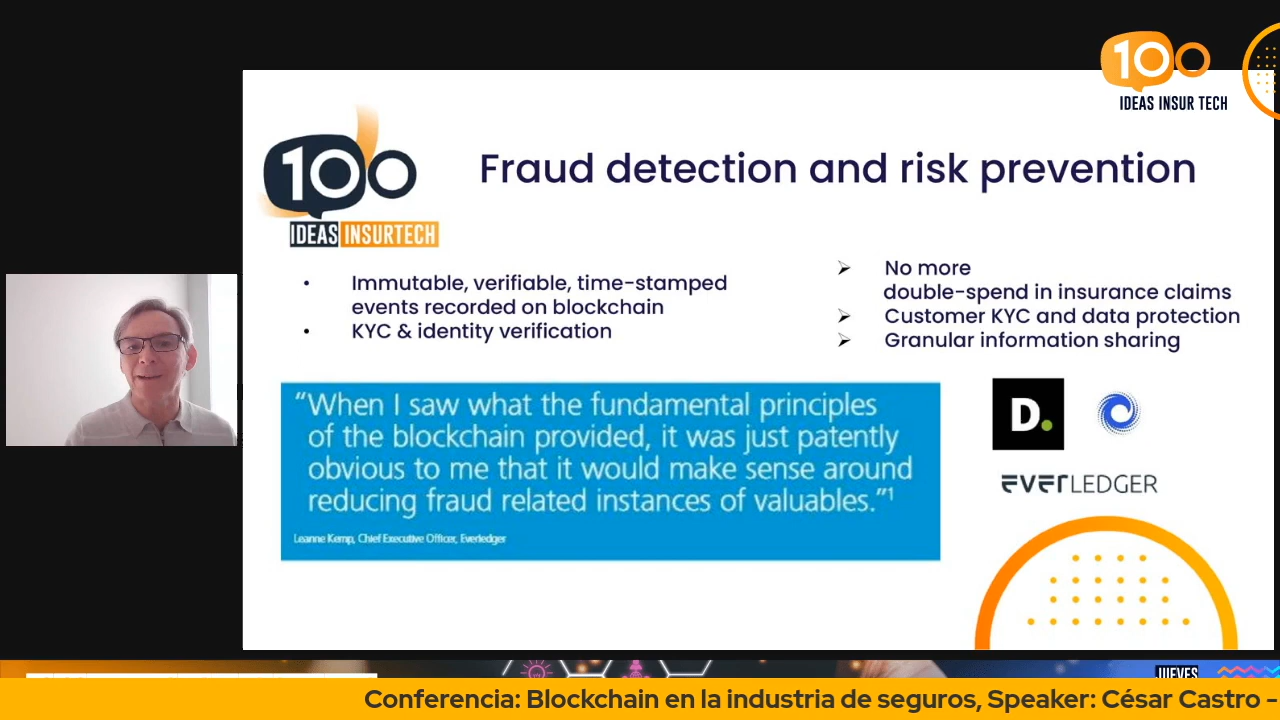 100
IDEAS INSUR TECH
100
IDEAS INSURTECH
Fraud detection and risk prevention
• Immutable, verifiable, time-stamped
events recorded on blockchain
• KYC & identity verification
➢ No more
double-spend in insurance claims
➢ Customer KYC and data protection
➢ Granular information sharing
“When I saw what the fundamental principles
of the blockchain provided, it was just patently
obvious to me that it would make sense around
reducing fraud related instances of valuables.”1
Leanne Kemp, Chief Executive Officer, Everledger
D.
EVERLEDGER
JUEVES
Conferencia: Blockchain en la industria de seguros, Speaker: César Castro -